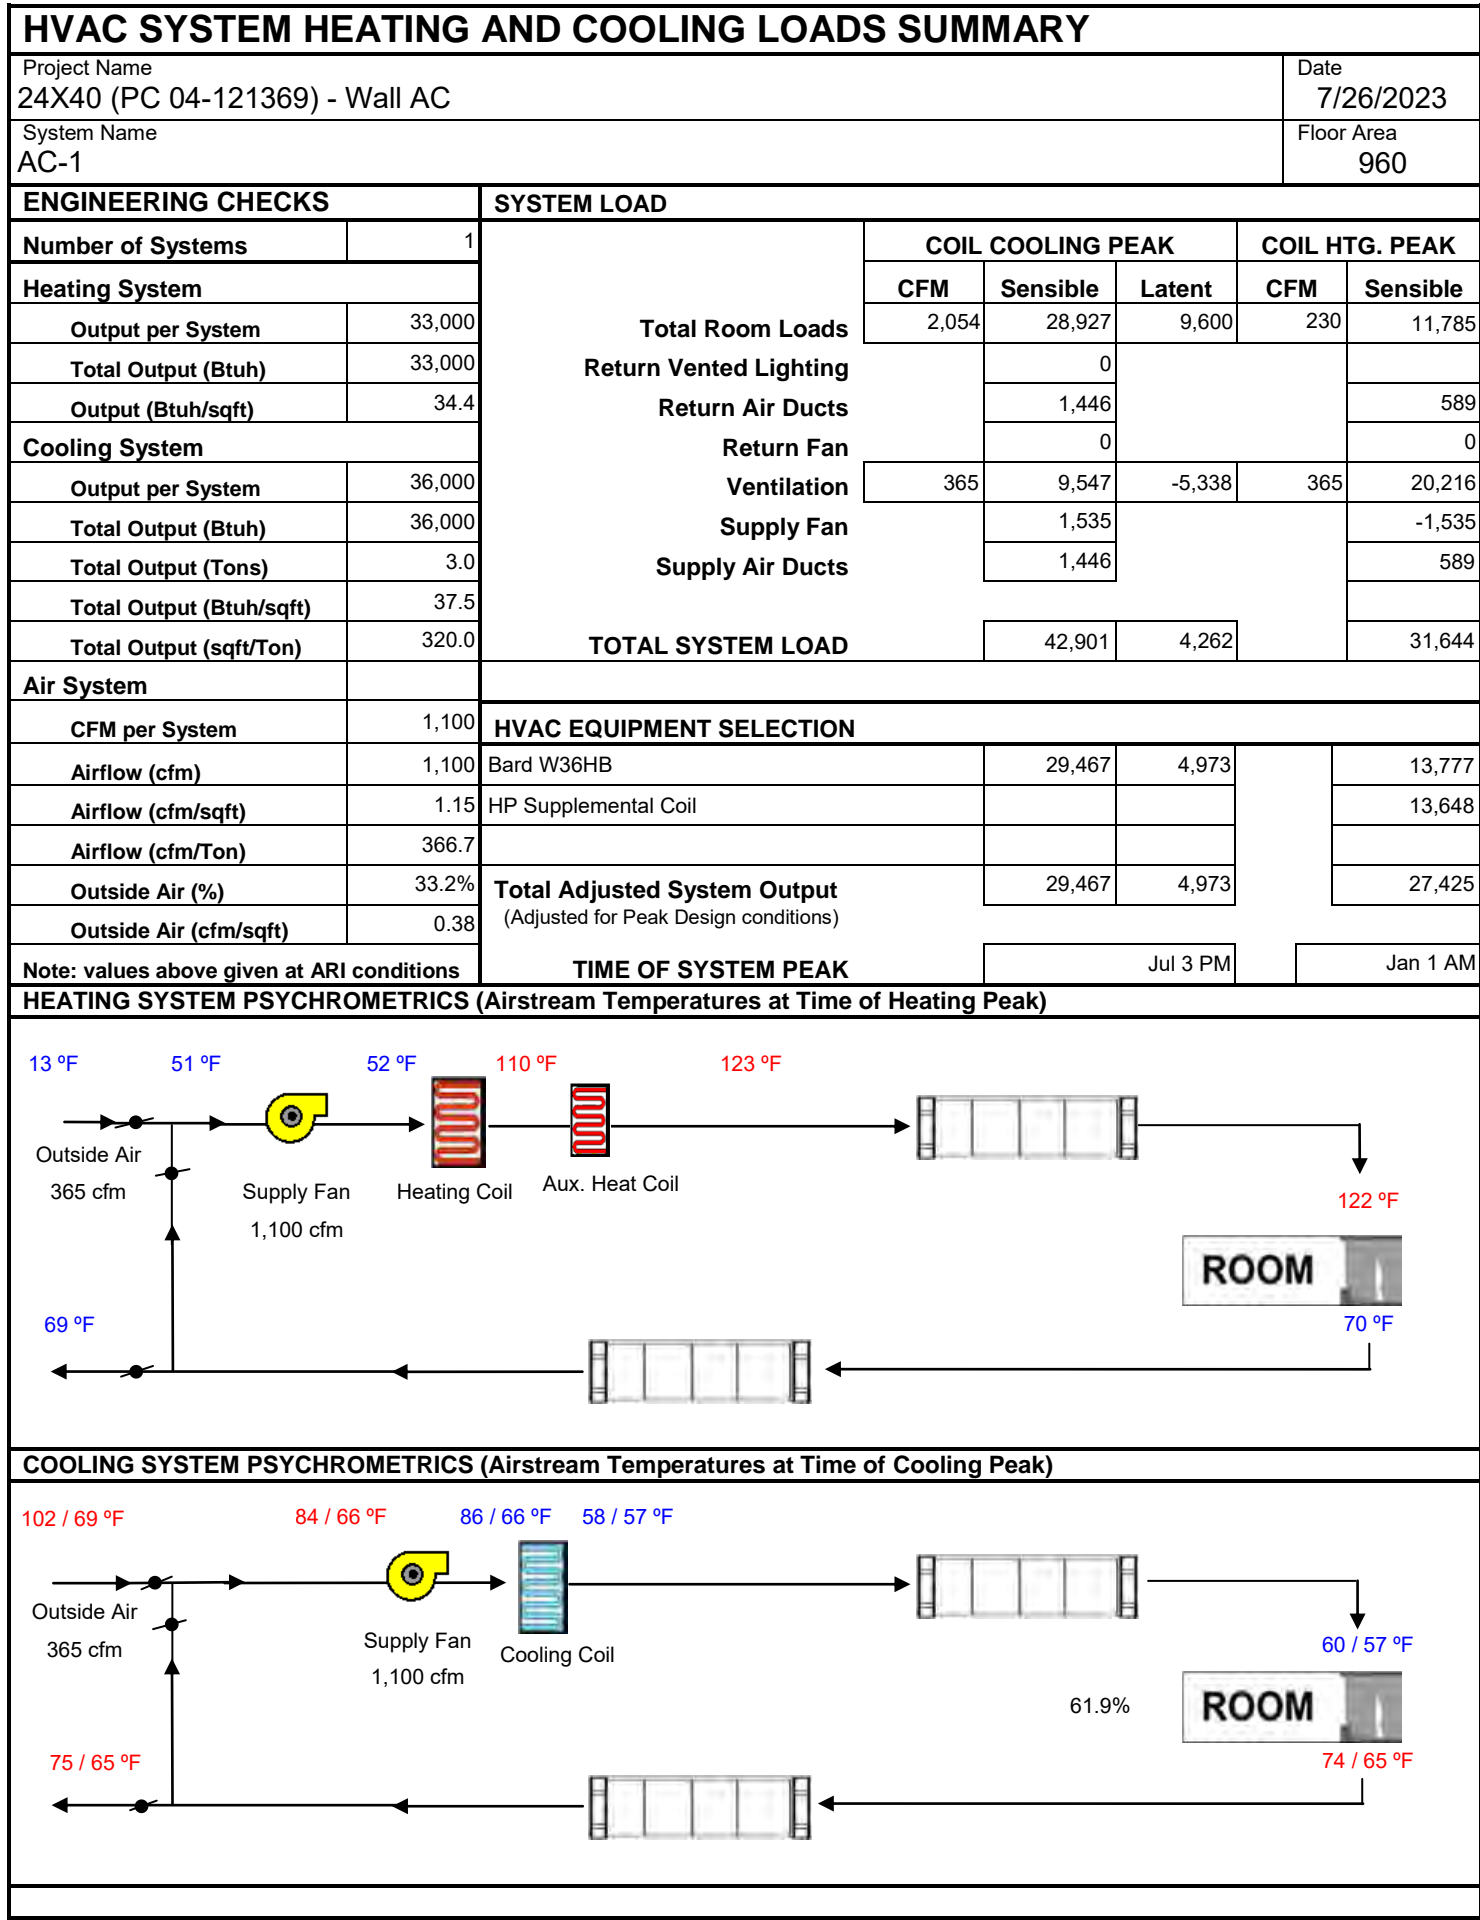 HVAC SYSTEM HEATING AND COOLING LOADS SUMMARY
Project Name
24X40 (PC 04-121369) - Wall AC
Date
7/26/2023
System Name
AC-1
Floor Area
960
ENGINEERING CHECKS
SYSTEM LOAD
Number of Systems 1
COIL COOLING PEAK COIL HTG. PEAK
Heating System
CFM Sensible Latent CFM Sensible
Output per System 33,000
Total Room Loads 2,054 28,927 9,600 230 11,785
Total Output (Btuh) 33,000
Return Vented Lighting 0
Output (Btuh/sqft) 34.4
Return Air Ducts 1,446 589
Cooling System
Return Fan 0 0
Output per System 36,000
Ventilation 365 9,547 -5,338 365 20,216
Total Output (Btuh) 36,000
Supply Fan 1,535 -1,535
Total Output (Tons) 3.0
Supply Air Ducts 1,446 589
Total Output (Btuh/sqft) 37.5
Total Output (sqft/Ton) 320.0
TOTAL SYSTEM LOAD 42,901 4,262 31,644
Air System
CFM per System 1,100
HVAC EQUIPMENT SELECTION
Airflow (cfm) 1,100
Bard W36HB 29,467 4,973 13,777
Airflow (cfm/sqft) 1.15
HP Supplemental Coil 13,648
Airflow (cfm/Ton) 366.7
Outside Air (%) 33.2%
Total Adjusted System Output 29,467 4,973 27,425
(Adjusted for Peak Design conditions)
Outside Air (cfm/sqft) 0.38
Note: values above given at ARI conditions
TIME OF SYSTEM PEAK Jul 3 PM Jan 1 AM
HEATING SYSTEM PSYCHROMETRICS (Airstream Temperatures at Time of Heating Peak)
13 ºF 51 ºF 52 ºF 110 ºF 123 ºF
Outside Air
365 cfm
Supply Fan
1,100 cfm
Heating Coil
Aux. Heat Coil
122 ºF
ROOM
69 ºF
70 ºF
COOLING SYSTEM PSYCHROMETRICS (Airstream Temperatures at Time of Cooling Peak)
102 / 69 ºF 84 / 66 ºF 86 / 66 ºF 58 / 57 ºF
Outside Air
365 cfm
Supply Fan
1,100 cfm
Cooling Coil
60 / 57 ºF
61.9%
ROOM
75 / 65 ºF
74 / 65 ºF